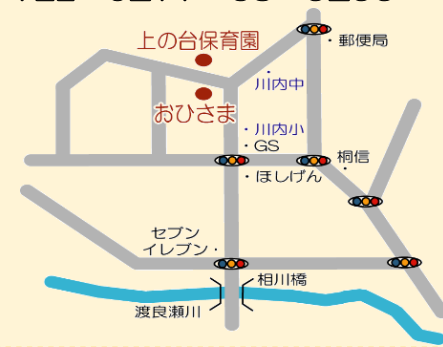 上の台保育園
・郵便局
川内中
おひさま
・川内小
・GS
桐信
・ほしげん
セブン
イレブン・
相川橋
渡良瀬川